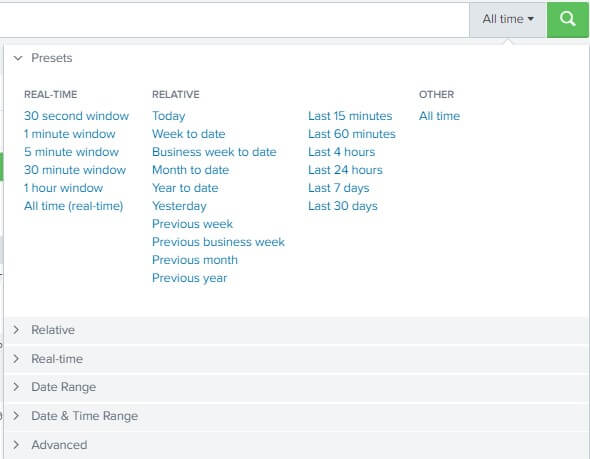 All time
Presets
REAL-TIME
30 second window
1 minute window
5 minute window
30 minute window
1 hour window
All time (real-time)
RELATIVE
Today
Week to date
Business week to date
Month to date
Year to date
Yesterday
Previous week
Previous business week
Previous month
Previous year
Last 15 minutes
Last 60 minutes
Last 4 hours
Last 24 hours
Last 7 days
Last 30 days
OTHER
All time
Relative
Real-time
Date Range
Date & Time Range
Advanced